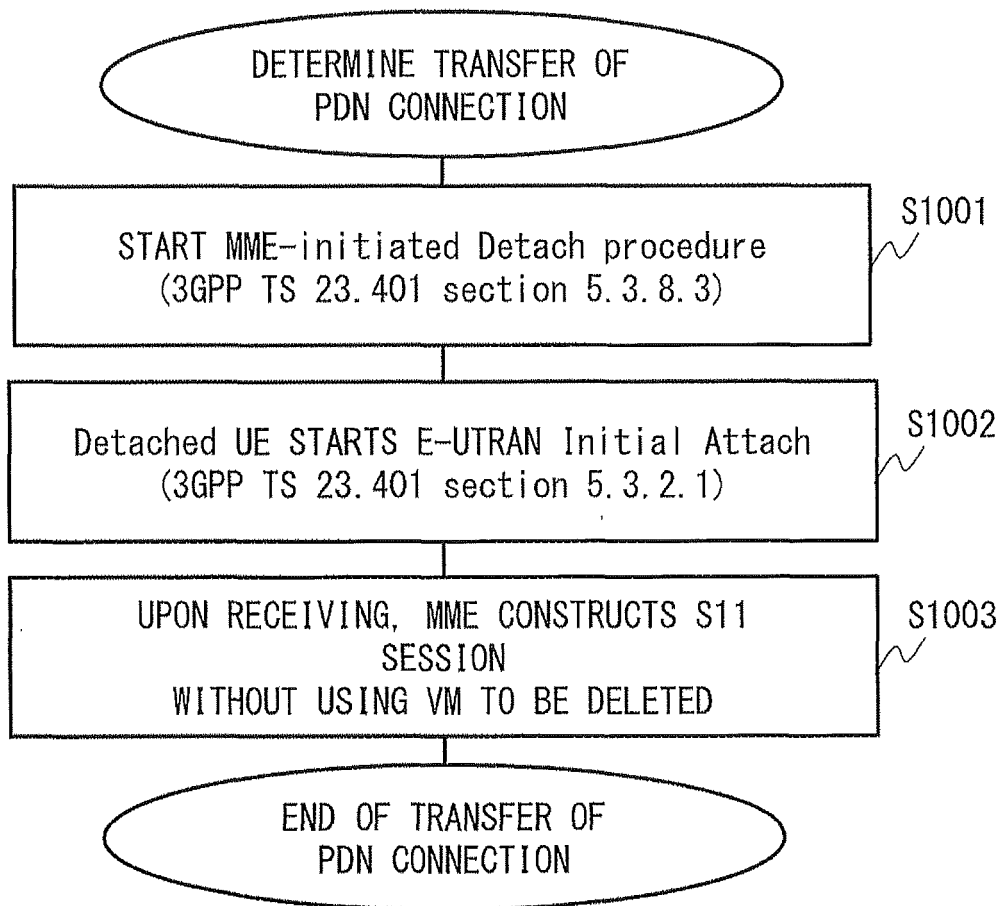 DETERMINE TRANSFER OF
PDN CONNECTION
S1001
START MME-initiated Detach procedure
(3GPP TS 23.401 section 5.3.8.3)
S1002
Detached UE STARTS E-UTRAN Initial Attach
(3GPP TS 23.401 section 5.3.2.1)
S1003
UPON RECEIVING, MME CONSTRUCTS S11
SESSION
WITHOUT USING VM TO BE DELETED
END OF TRANSFER OF
PDN CONNECTION